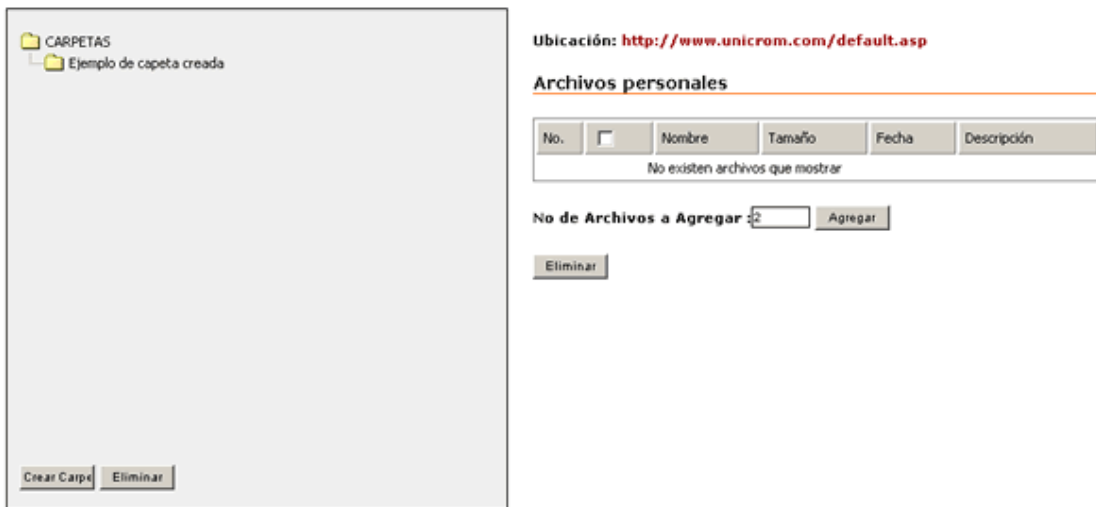 CARPETAS
Ejemplo de capeta creada
Crear Carpe
Eliminar
Ubicación: http://www.unicrom.com/default.asp
Archivos personales
No. Nombre Tamaño Fecha Descripción
No existen archivos que mostrar
No de Archivos a Agregar :2 Agregar
Eliminar